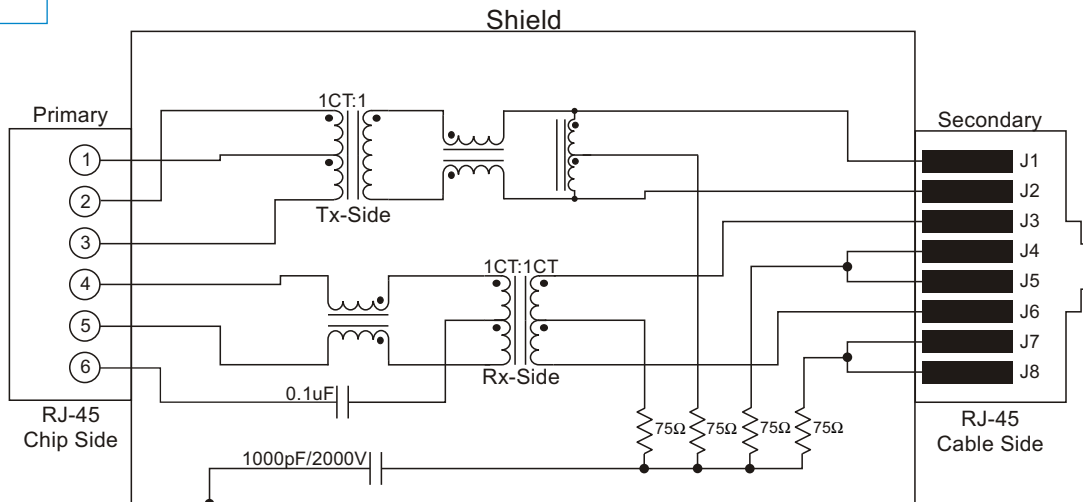 Shield
Primary
1CT:1
Secondary
1
J1
2
J2
Tx-Side
J3
3
J4
1CT:1CT
4
J5
5
J6
J7
6
Rx-Side
J8
0.1uF
RJ-45
Chip Side
75Ω
75Ω
75Ω
75Ω
RJ-45
Cable Side
1000pF/2000V